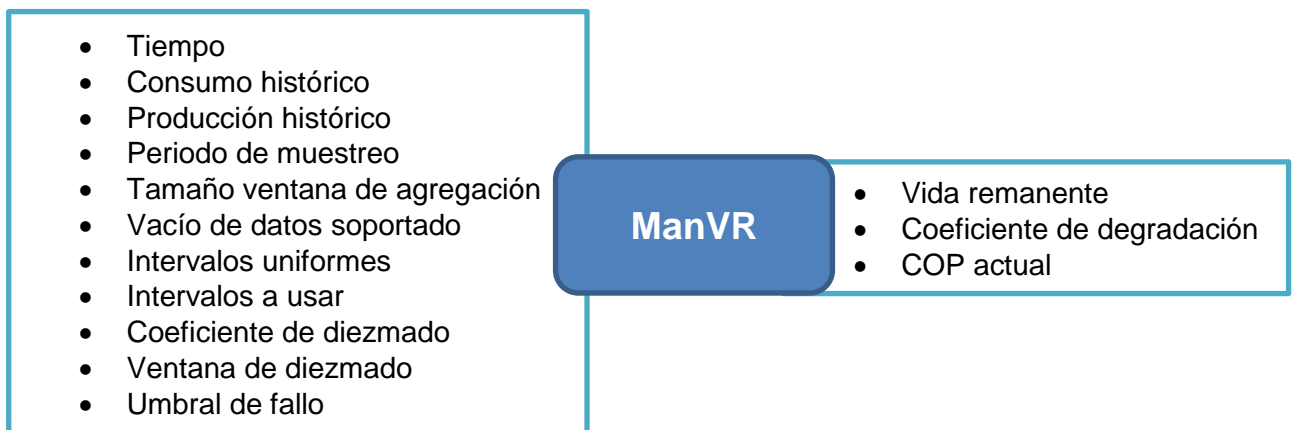 • Tiempo
• Consumo histórico
• Producción histórico
• Periodo de muestreo
• Tamaño ventana de agregación
• Vacío de datos soportado
• Intervalos uniformes
• Intervalos a usar
• Coeficiente de diezmado
• Ventana de diezmado
• Umbral de fallo
ManVR
• Vida remanente
• Coeficiente de degradación
• COP actual